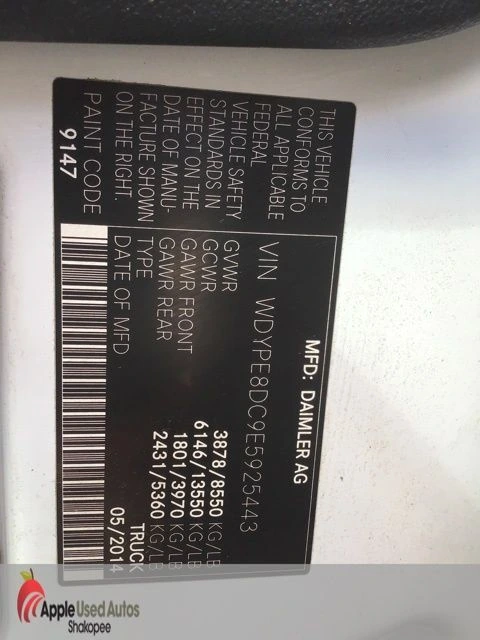 MFD: DAIMLER AG
VIN WDYPE8DC9E5925443
GVWR 3878/8550 KG/LB
GCWR 6146/13550 KG/LB
GAWR FRONT 1801/3970 KG/LB
GAWR REAR 2431/5360 KG/LB
TYPE TRUCK
DATE OF MFD 05/2014
THIS VEHICLE
CONFORMS TO
ALL APPLICABLE
FEDERAL
VEHICLE SAFETY
STANDARDS IN
EFFECT ON THE
DATE OF MANU-
FACTURE SHOWN
ON THE RIGHT.
PAINT CODE
9147
Apple Used Autos
Shakopee